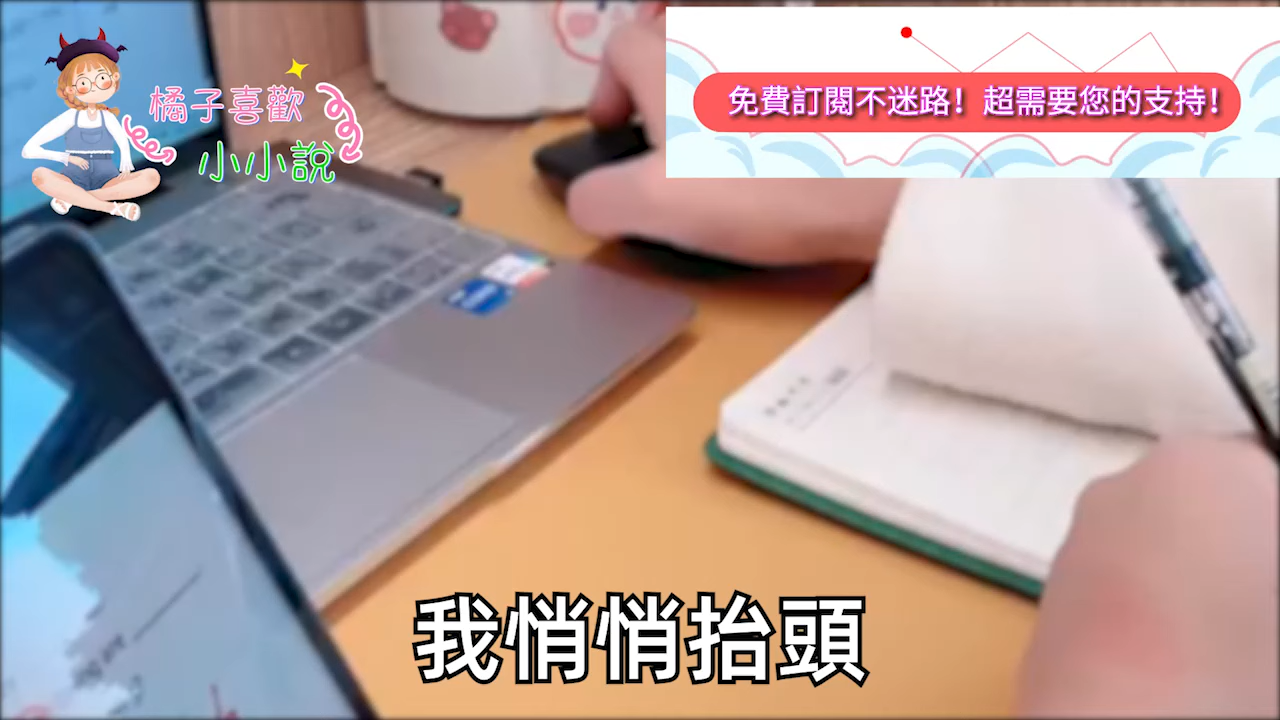 橘子喜歡
小小說
免費訂閱不迷路！超需要您的支持！
我悄悄抬頭